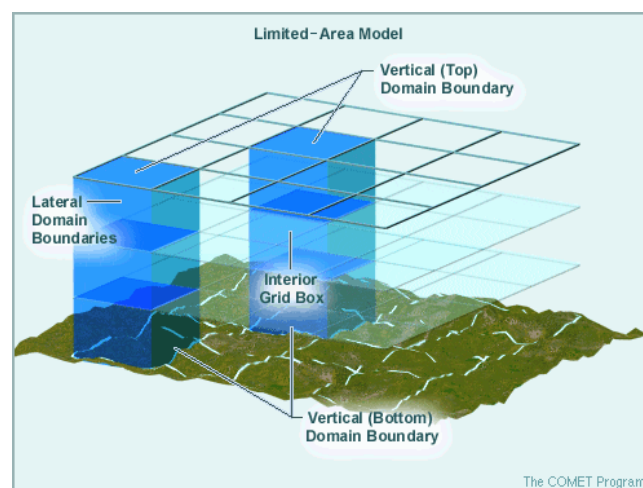 Limited-Area Model
Vertical (Top)
Domain Boundary
Lateral
Domain
Boundaries
Interior
Grid Box
Vertical (Bottom)
Domain Boundary
The COMET Program